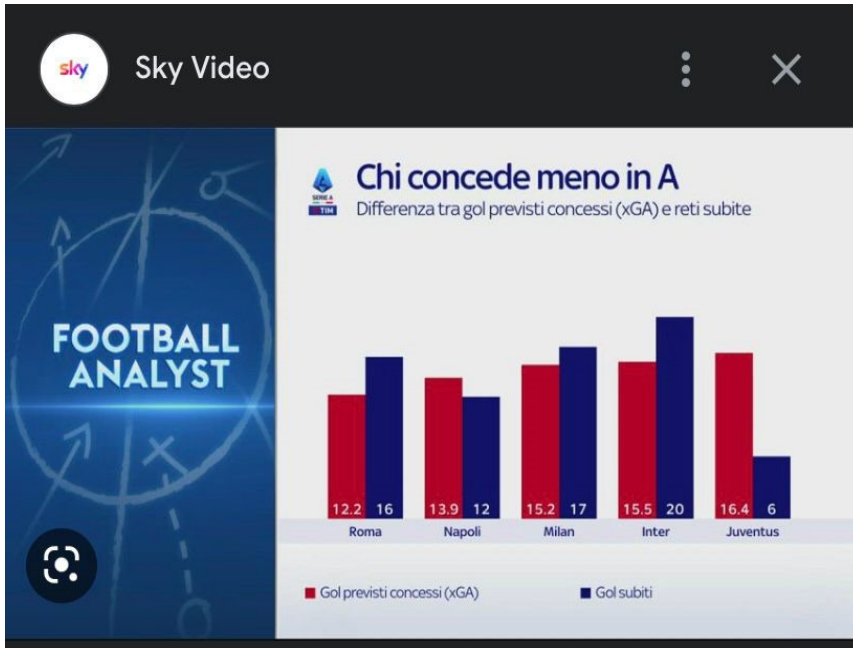 sky
Sky Video
FOOTBALL
ANALYST
SERIE A
TIM
Chi concede meno in A
Differenza tra gol previsti concessi (xGA) e reti subite
12.2 16 13.9 12 15.2 17 15.5 20 16.4 6
Roma Napoli Milan Inter Juventus
Gol previsti concessi (xGA) Gol subiti